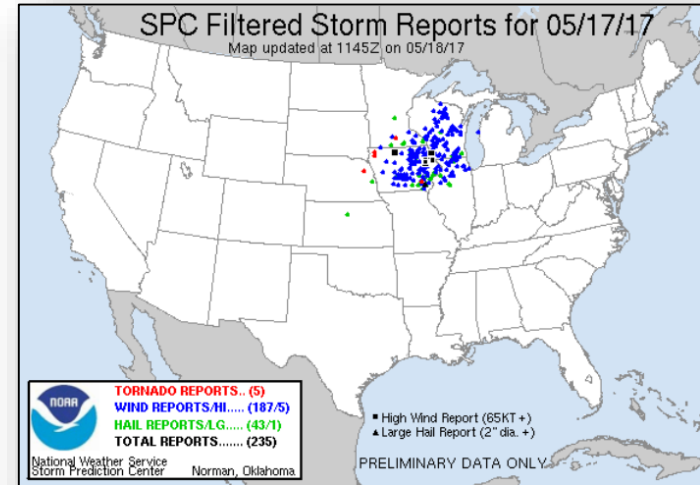 SPC Filtered Storm Reports for 05/17/17
Map updated at 1145Z on 05/18/17
NOAA
TORNADO REPORTS.. (5)
WIND REPORTS/HI..... (187/5)
HAIL REPORTS/LG..... (43/1)
TOTAL REPORTS....... (235)
National Weather Service
Storm Prediction Center Norman, Oklahoma
High Wind Report (65KT +)
Large Hail Report (2" dia. +)
PRELIMINARY DATA ONLY